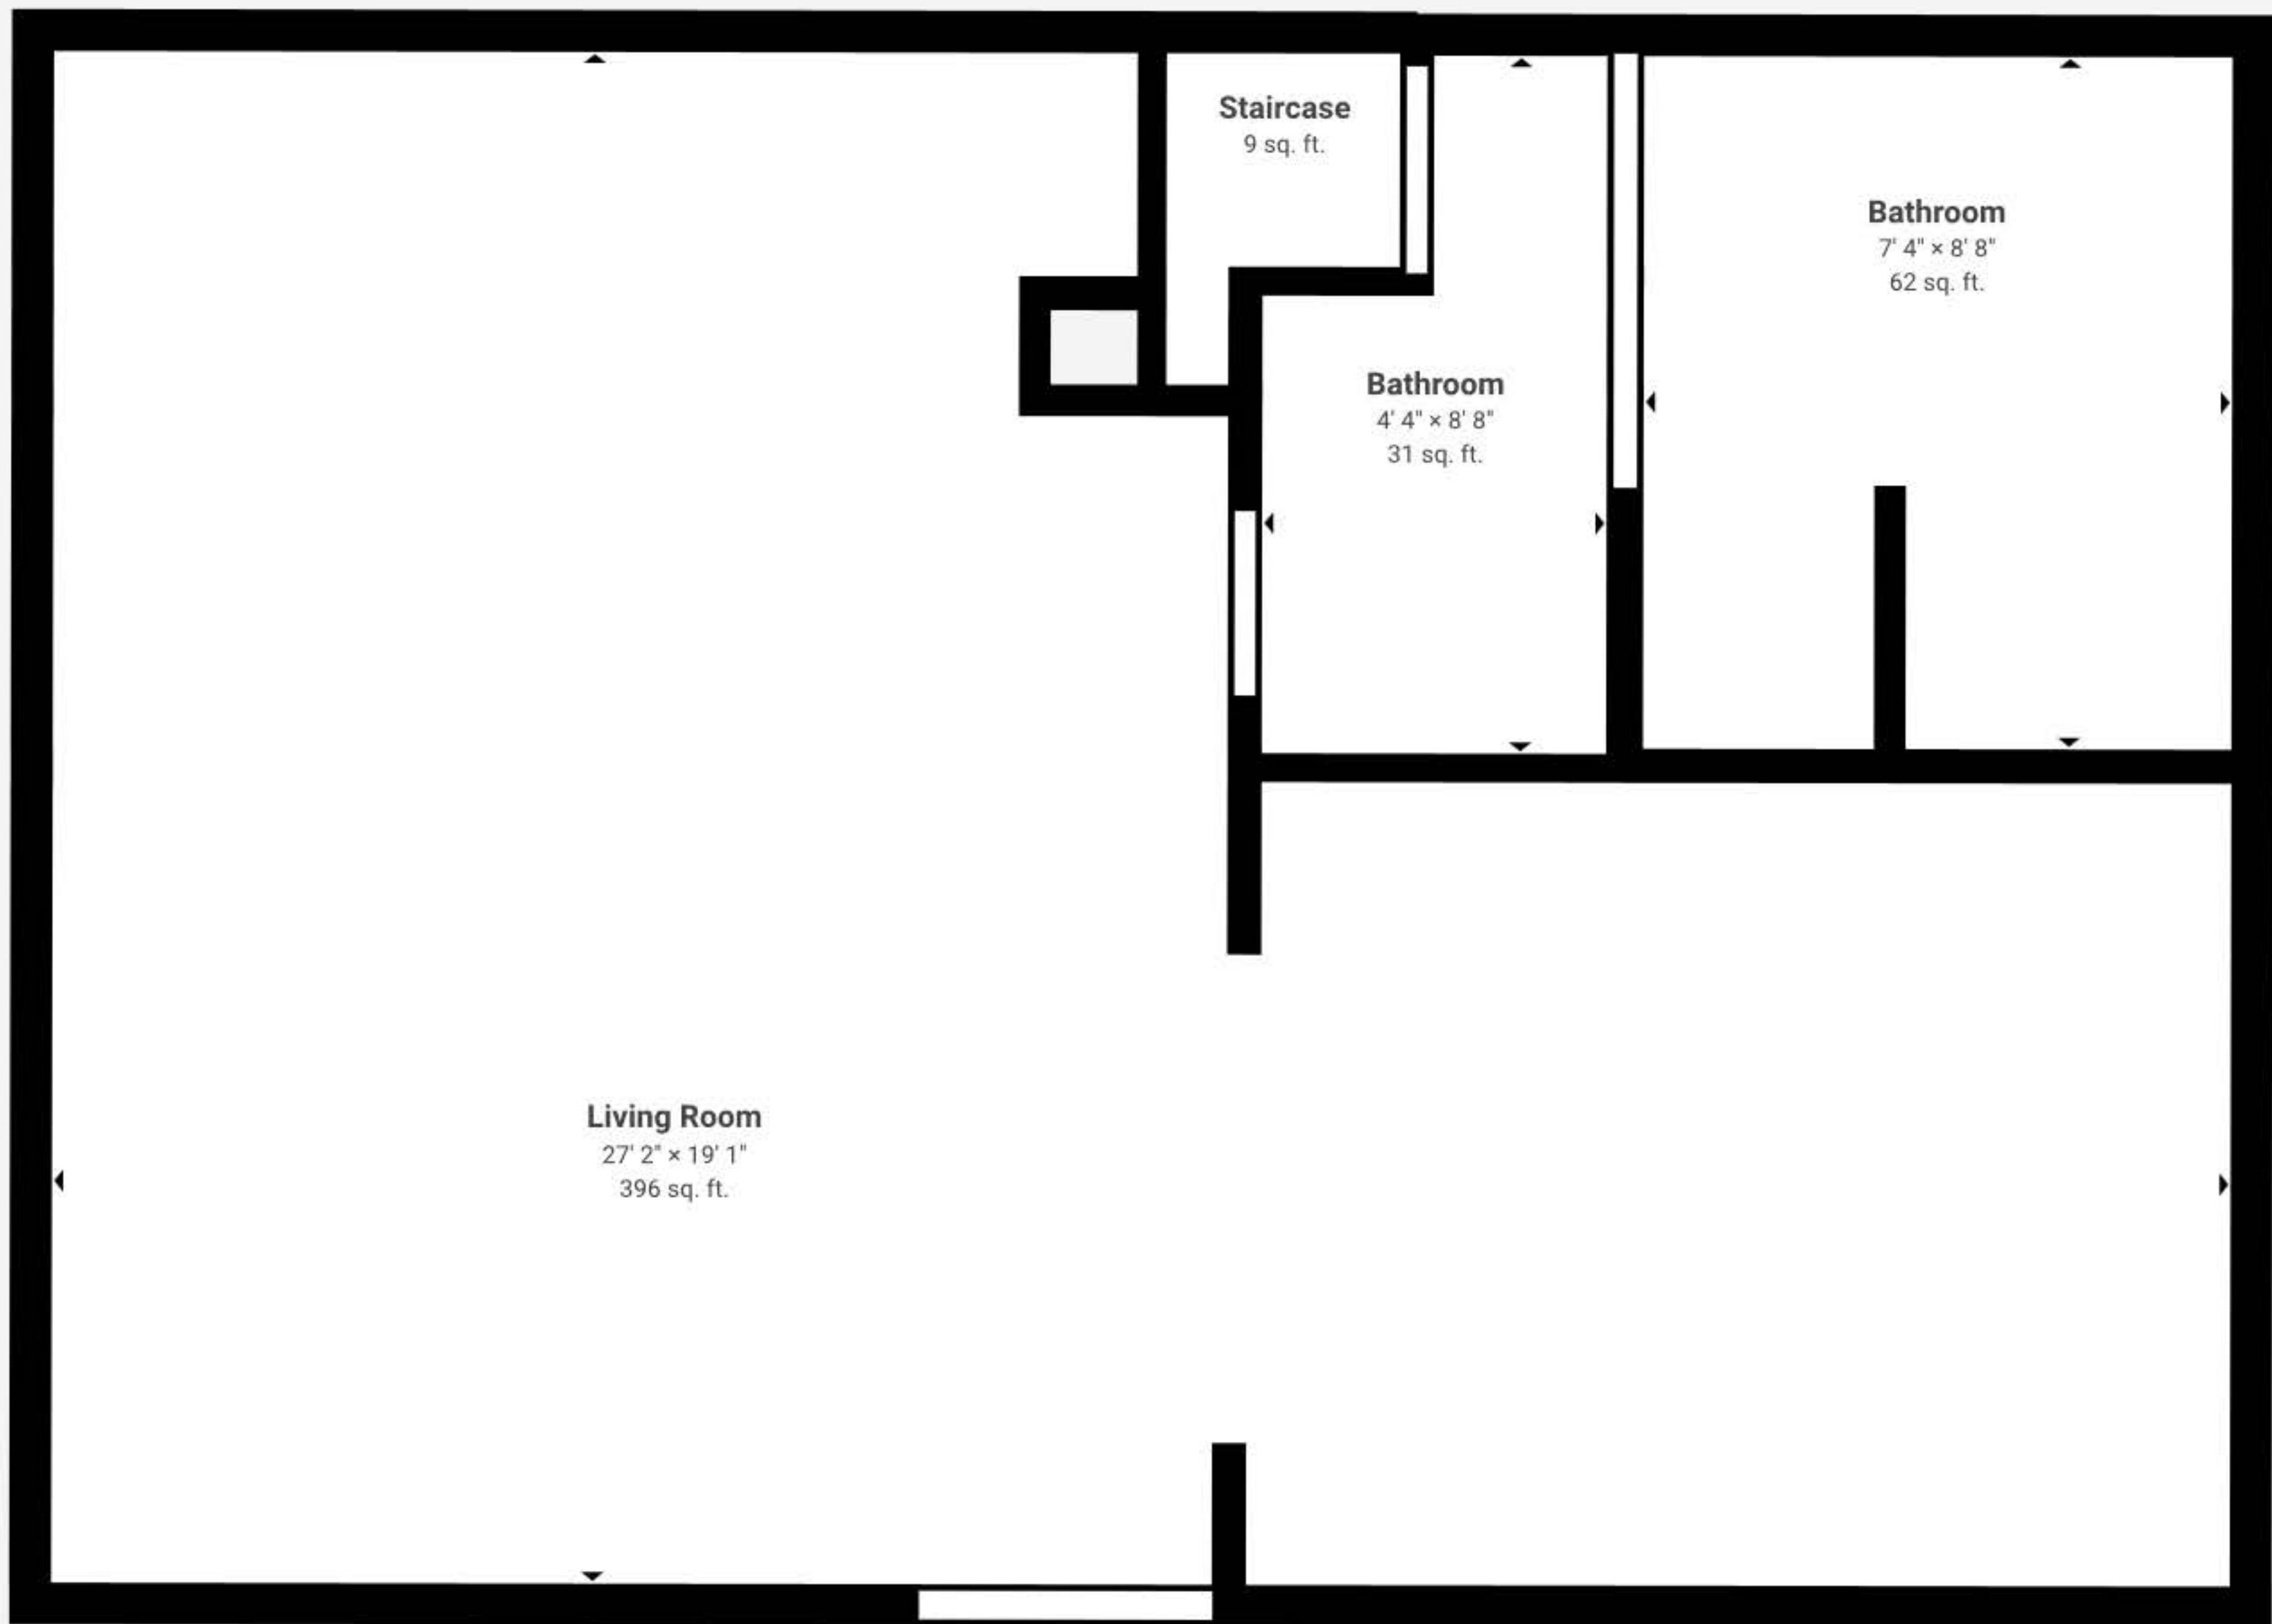 Staircase
9 sq. ft.
Bathroom
7' 4" × 8' 8"
62 sq. ft.
Bathroom
4' 4" × 8' 8"
31 sq. ft.
Living Room
27' 2" × 19' 1"
396 sq. ft.